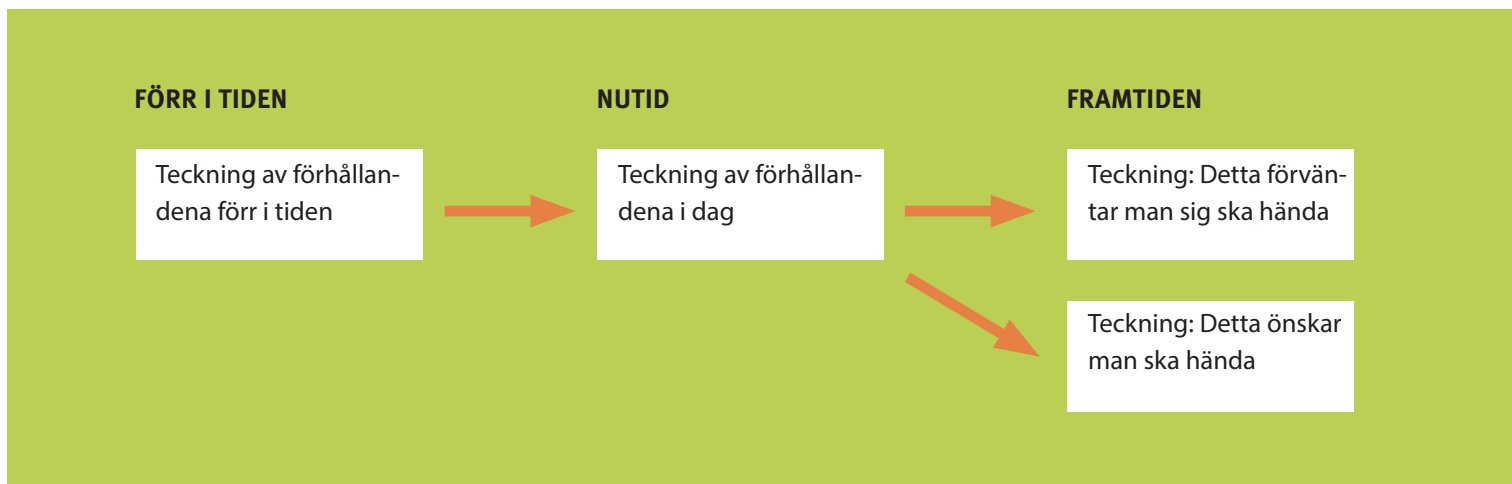 FÖRR I TIDEN
Teckning av förhållan-
dena förr i tiden
NUTID
Teckning av förhållan-
dena i dag
FRAMTIDEN
Teckning: Detta förvän-
tar man sig ska hända
Teckning: Detta önskar
man ska hända